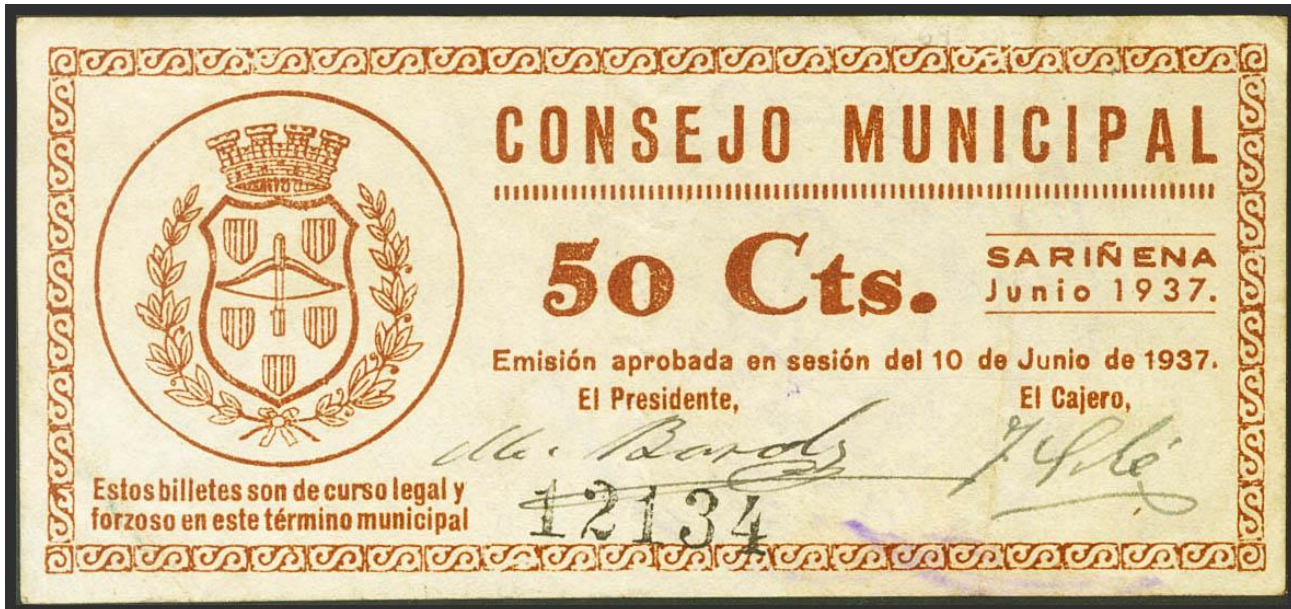 CONSEJO MUNICIPAL
50 Cts.
SARIÑENA
Junio 1937.
Emisión aprobada en sesión del 10 de Junio de 1937.
El Presidente,
El Cajero,
Estos billetes son de curso legal y
forzoso en este término municipal
12134